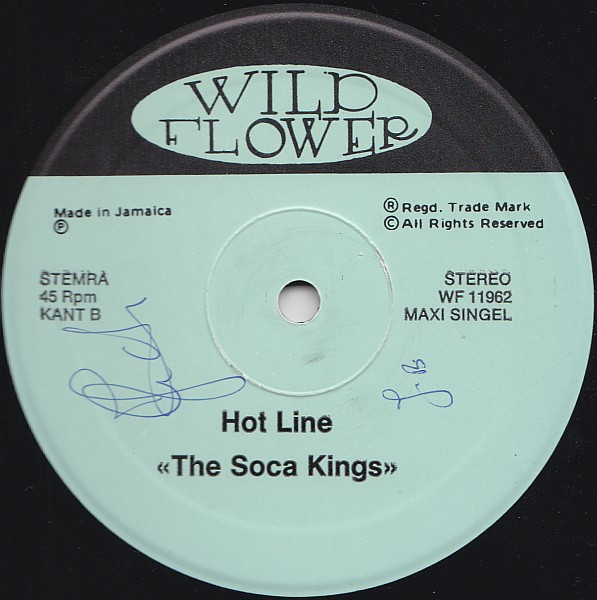 WILD
FLOWER
Made in Jamaica
Ⓟ
® Regd. Trade Mark
© All Rights Reserved
STEMRA
45 Rpm
KANT B
STEREO
WF 11962
MAXI SINGEL
Hot Line
«The Soca Kings»